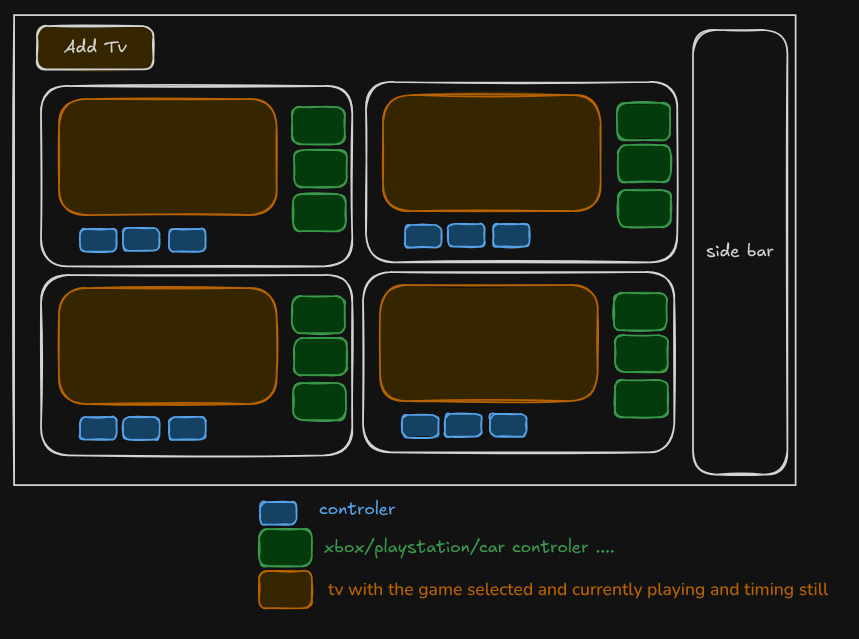 Add Tv
side bar
controler
xbox/playstation/car controler ....
tv with the game selected and currently playing and timing still